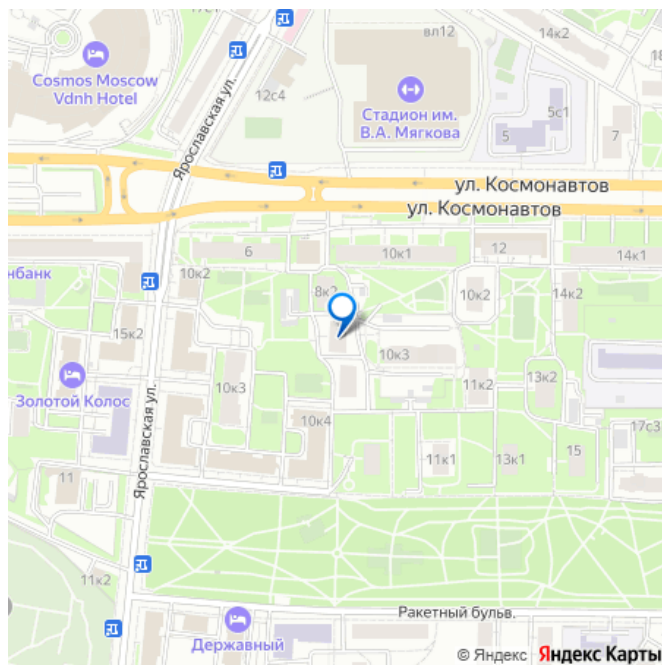 17с1
14к2
вл12
Cosmos Moscow
Vdnh Hotel
Ярославская ул.
12с4
Стадион им.
В.А. Мягкова
5с1
5
7
ул. Космонавтов
ул. Космонавтов
6
10к1
12
14к1
нбанк
10к2
8к2
10к2
14к2
15к2
10к3
10к3
11к2
13к2
Золотой Колос
Ярославская ул.
10к4
17с3
11
11к1
13к1
15
11к2
Ракетный бульв.
Державный
© Яндекс Яндекс Карты